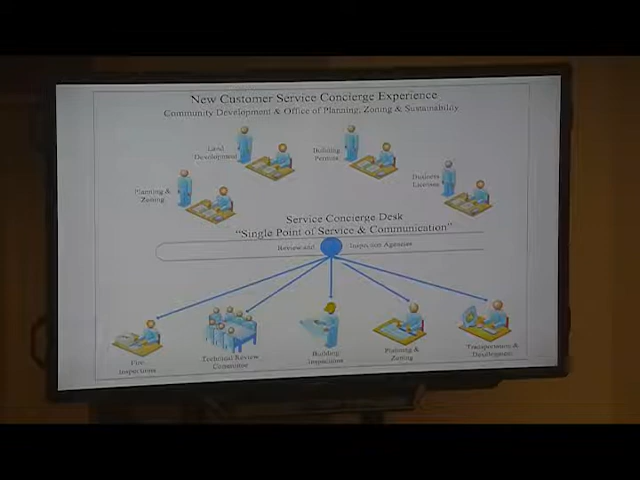 New Customer Service Concierge Experience
Community Development & Office of Planning, Zoning & Sustainability
Land
Development
Building
Permits
Business
Licenses
Planning &
Zoning
Service Concierge Desk
"Single Point of Service & Communication"
Review and Inspection Agencies
Fire
Inspections
Technical Review
Committee
Building
Inspections
Planning &
Zoning
Transportation &
Development